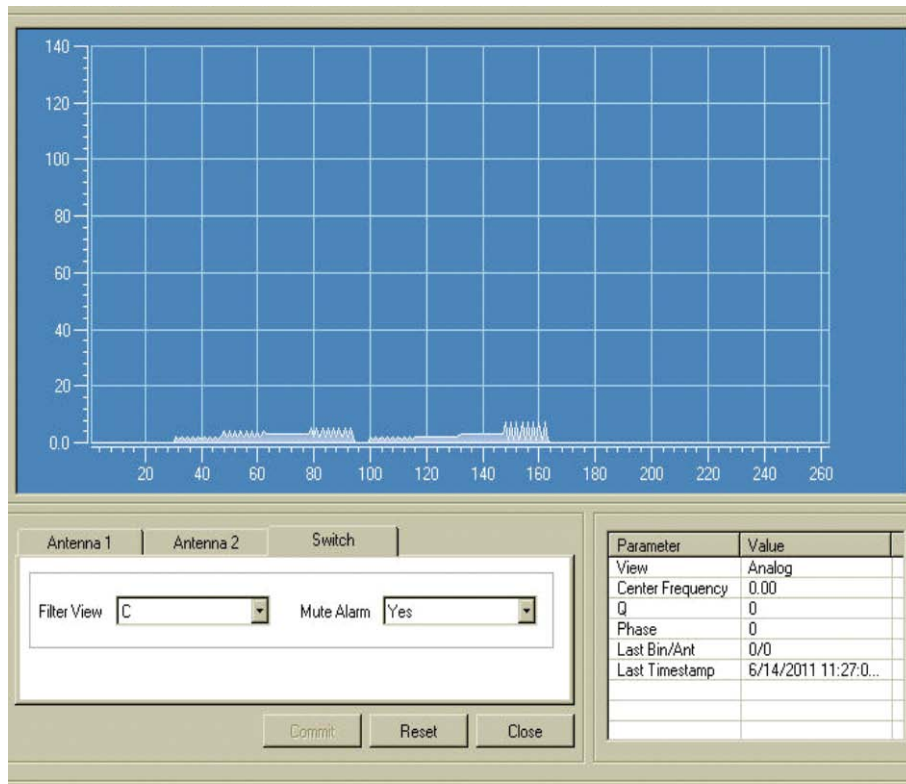 140
120
100
80
60
40
20
0.0
20 40 60 80 100 120 140 160 180 200 220 240 260
Antenna 1 Antenna 2 Switch
Filter View C Mute Alarm Yes
Commit Reset Close
Parameter Value
View Analog
Center Frequency 0.00
Q 0
Phase 0
Last Bin/Ant 0/0
Last Timestamp 6/14/2011 11:27:0...